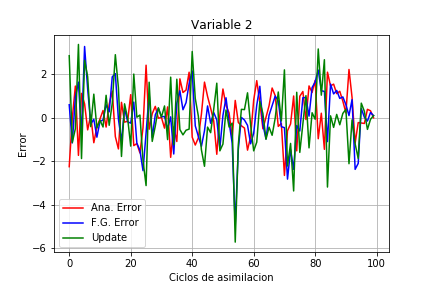 Variable 2
Error
2
0
−2
−4
−6
Ana. Error
F.G. Error
Update
0
20
40
60
80
100
Ciclos de asimilacion